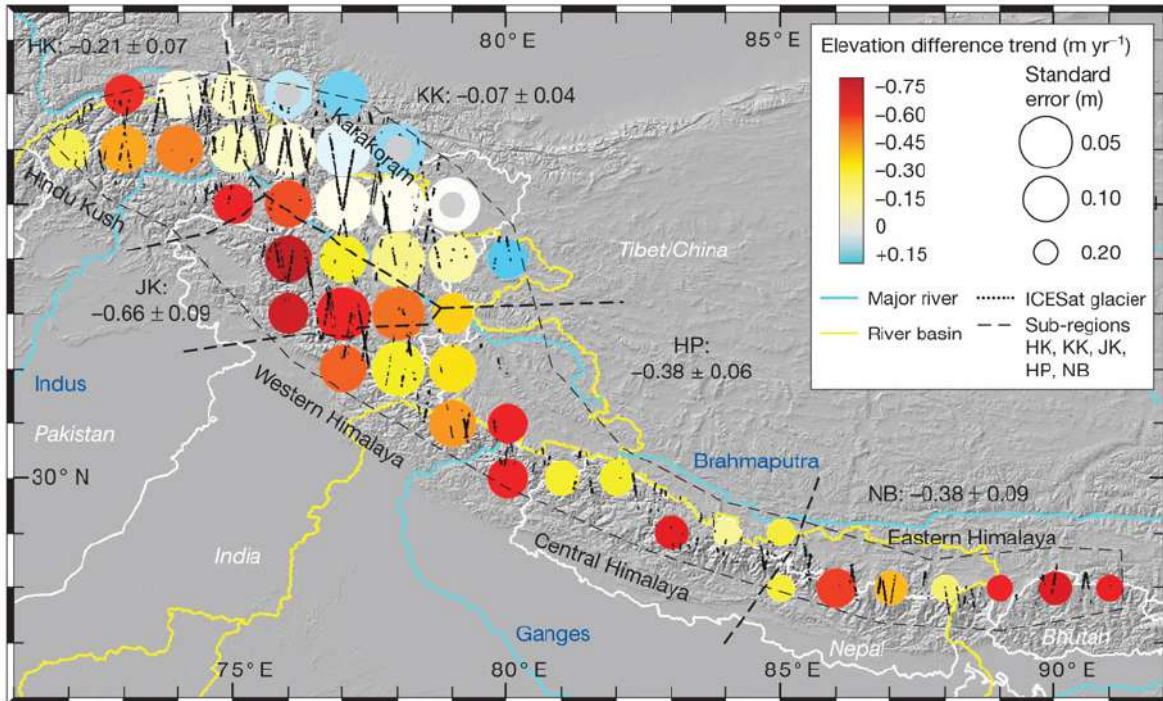 80° E
85° E
HK: −0.21 ± 0.07
KK: −0.07 ± 0.04
Karakoram
Hindu Kush
Tibet/China
JK:
−0.66 ± 0.09
HP:
−0.38 ± 0.06
Indus
Pakistan
Western Himalaya
30° N
Brahmaputra
NB: −0.38 ± 0.09
Eastern Himalaya
India
Central Himalaya
Ganges
Nepal
Bhutan
75° E
80° E
85° E
90° E
Elevation difference trend (m yr−1)
−0.75
−0.60
−0.45
−0.30
−0.15
0
+0.15
Standard
error (m)
0.05
0.10
0.20
Major river
River basin
ICESat glacier
Sub-regions
HK, KK, JK,
HP, NB